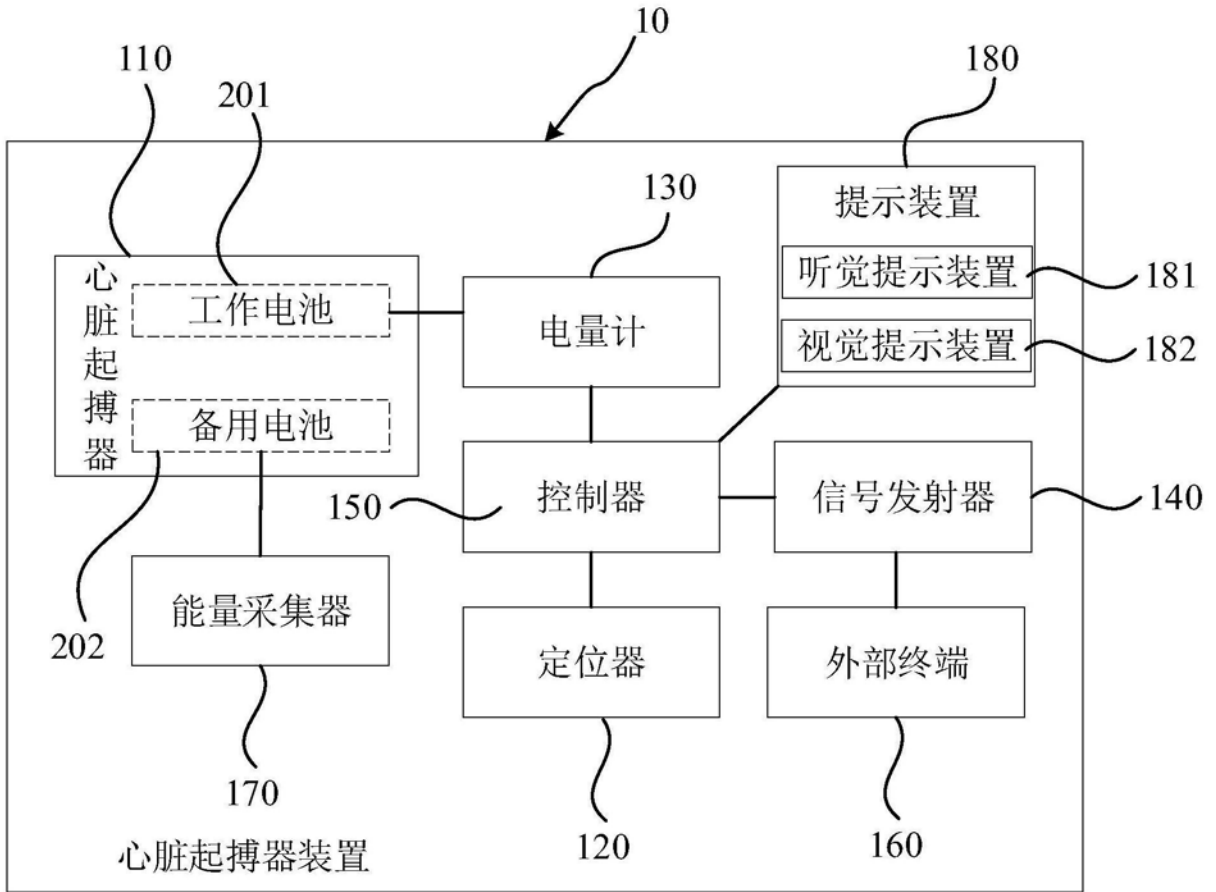 10
110
180
201
130
提示装置
心脏起搏器
工作电池
听觉提示装置
181
电量计
视觉提示装置
182
备用电池
150
控制器
信号发射器
140
202
能量采集器
定位器
外部终端
170
120
160
心脏起搏器装置